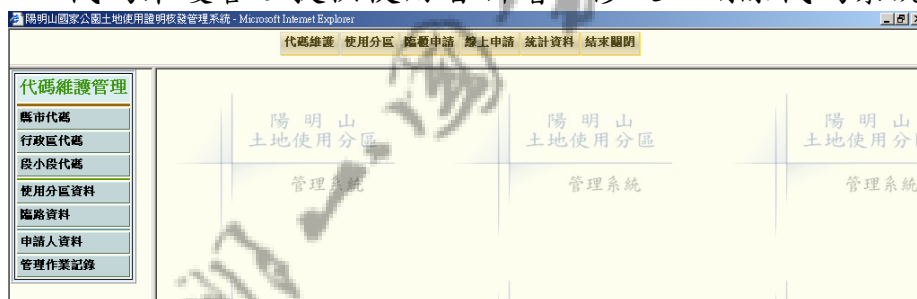 陽明山國家公園土地使用證明核發管理系統 - Microsoft Internet Explorer
代碼維護 使用分區 臨櫃申請 線上申請 統計資料 結束關閉
代碼維護管理
縣市代碼
行政區代碼
段小段代碼
使用分區資料
臨路資料
申請人資料
管理作業記錄
陽明山 陽明山 陽明山
土地使用分區 土地使用分區 土地使用分
管理系統 管理系統 管理系統